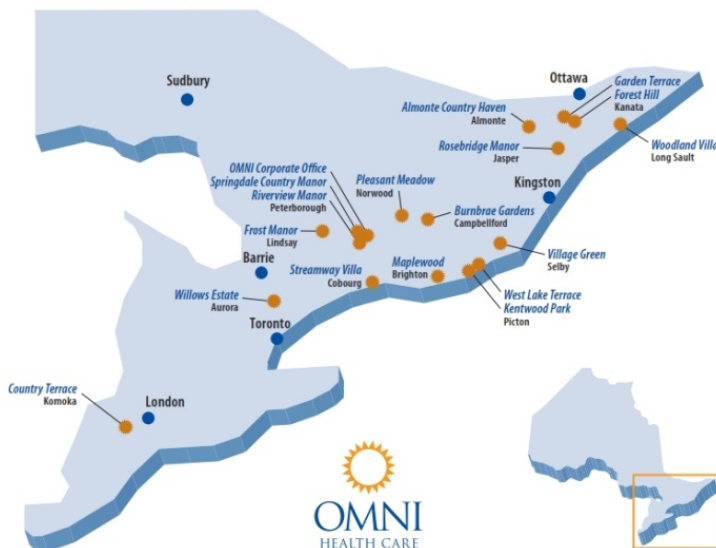 Sudbury
Ottawa
Garden Terrace
Forest Hill
Kanata
Almonte Country Haven
Almonte
Woodland Villa
Long Sault
Rosebridge Manor
Jasper
OMNI Corporate Office
Springdale Country Manor
Riverview Manor
Peterborough
Pleasant Meadow
Norwood
Kingston
Burnbrae Gardens
Campbellford
Frost Manor
Lindsay
Village Green
Selby
Barrie
Streamway Villa
Cobourg
Maplewood
Brighton
Willows Estate
Aurora
West Lake Terrace
Kentwood Park
Picton
Toronto
Country Terrace
Komoka
London
OMNI
HEALTH CARE